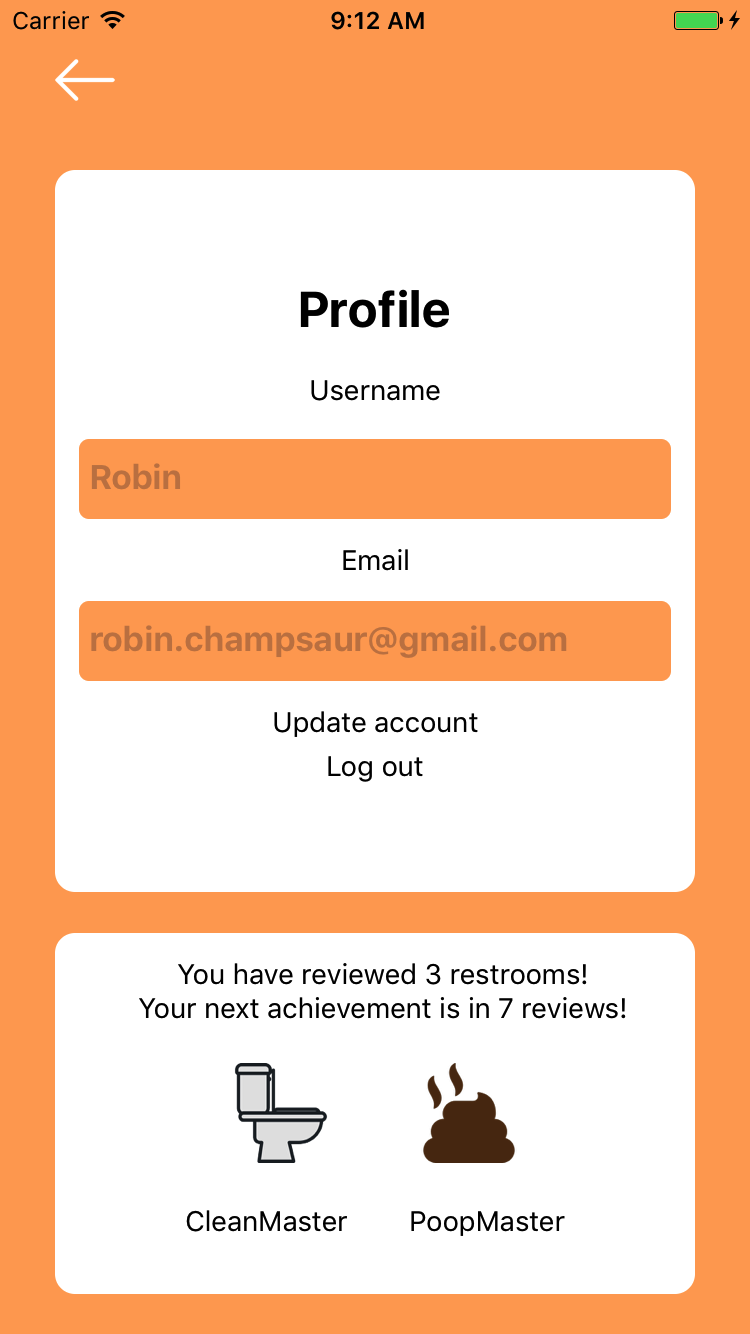 Carrier 9:12 AM
Profile
Username
Robin
Email
robin.champsaur@gmail.com
Update account
Log out
You have reviewed 3 restrooms!
Your next achievement is in 7 reviews!
CleanMaster PoopMaster